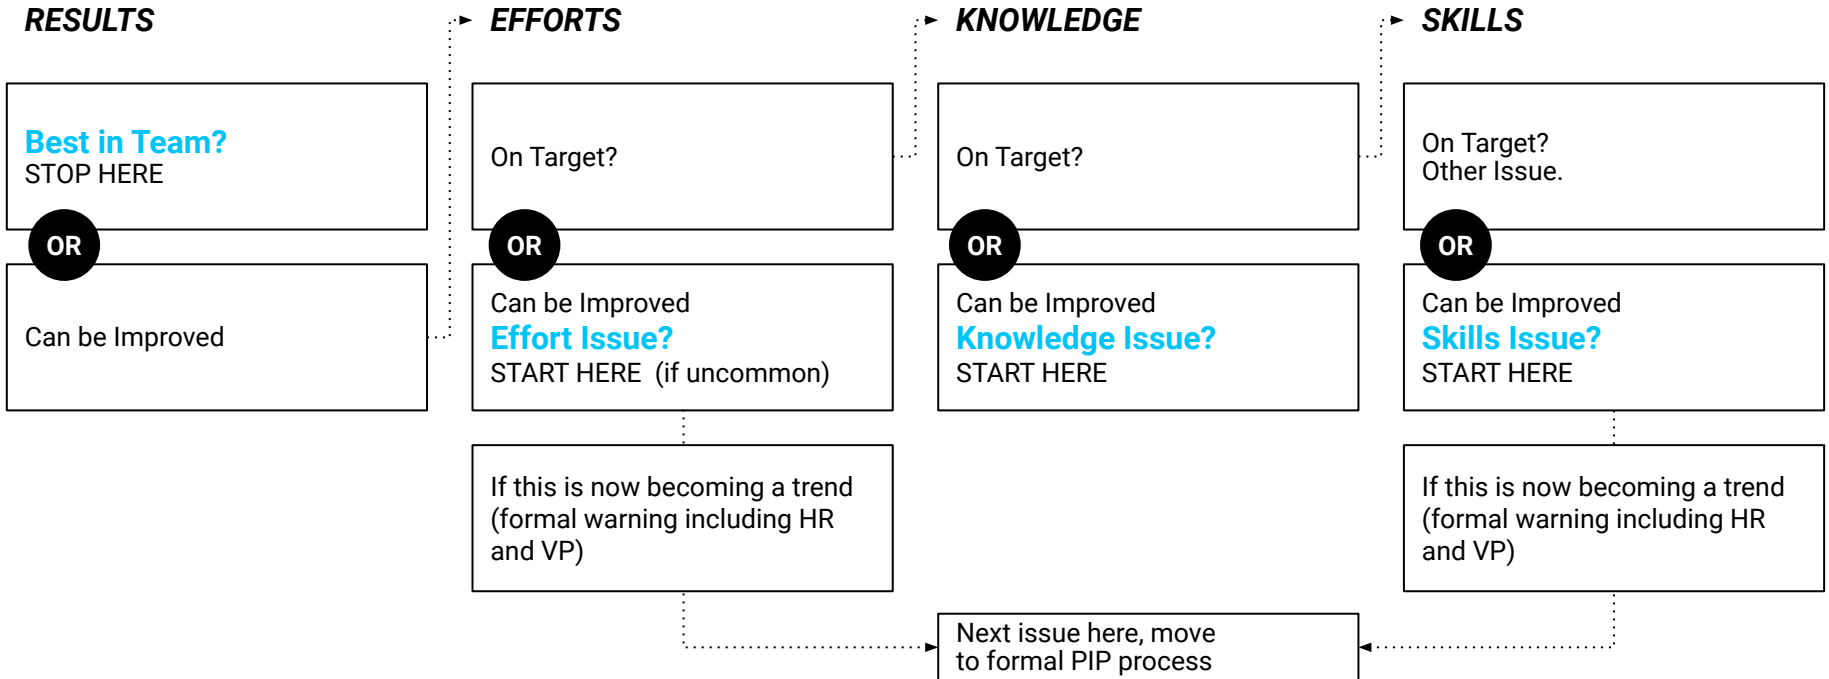 RESULTS
Best in Team?
STOP HERE
OR
Can be Improved
EFFORTS
On Target?
OR
Can be Improved
Effort Issue?
START HERE (if uncommon)
If this is now becoming a trend
(formal warning including HR
and VP)
KNOWLEDGE
On Target?
OR
Can be Improved
Knowledge Issue?
START HERE
Next issue here, move
to formal PIP process
SKILLS
On Target?
Other Issue.
OR
Can be Improved
Skills Issue?
START HERE
If this is now becoming a trend
(formal warning including HR
and VP)